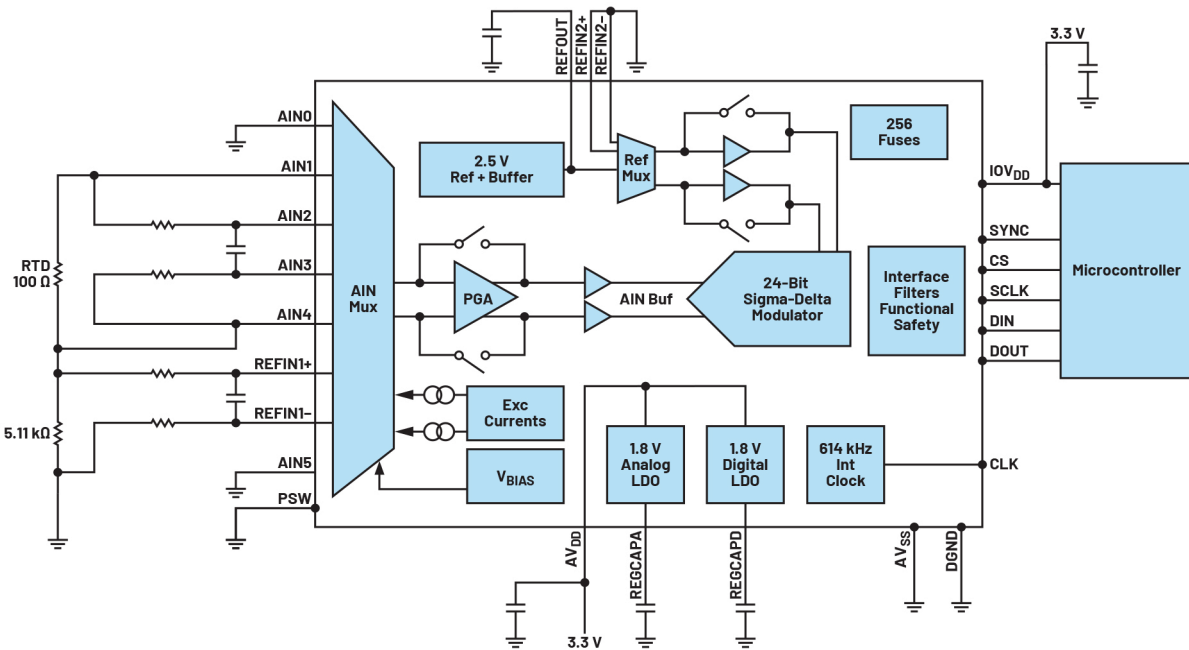 REFOUT
REFIN2+
REFIN2−
3.3 V
AIN0
AIN1
AIN2
AIN3
AIN4
REFIN1+
REFIN1−
AIN5
PSW
RTD
100 Ω
5.11 kΩ
AIN
Mux
2.5 V
Ref + Buffer
Ref
Mux
256
Fuses
PGA
AIN Buf
24-Bit
Sigma-Delta
Modulator
Interface
Filters
Functional
Safety
Exc
Currents
VBIAS
1.8 V
Analog
LDO
1.8 V
Digital
LDO
614 kHz
Int
Clock
IOVDD
SYNC
CS
SCLK
DIN
DOUT
CLK
Microcontroller
AVDD
REGCAPA
REGCAPD
AVSS
DGND
3.3 V